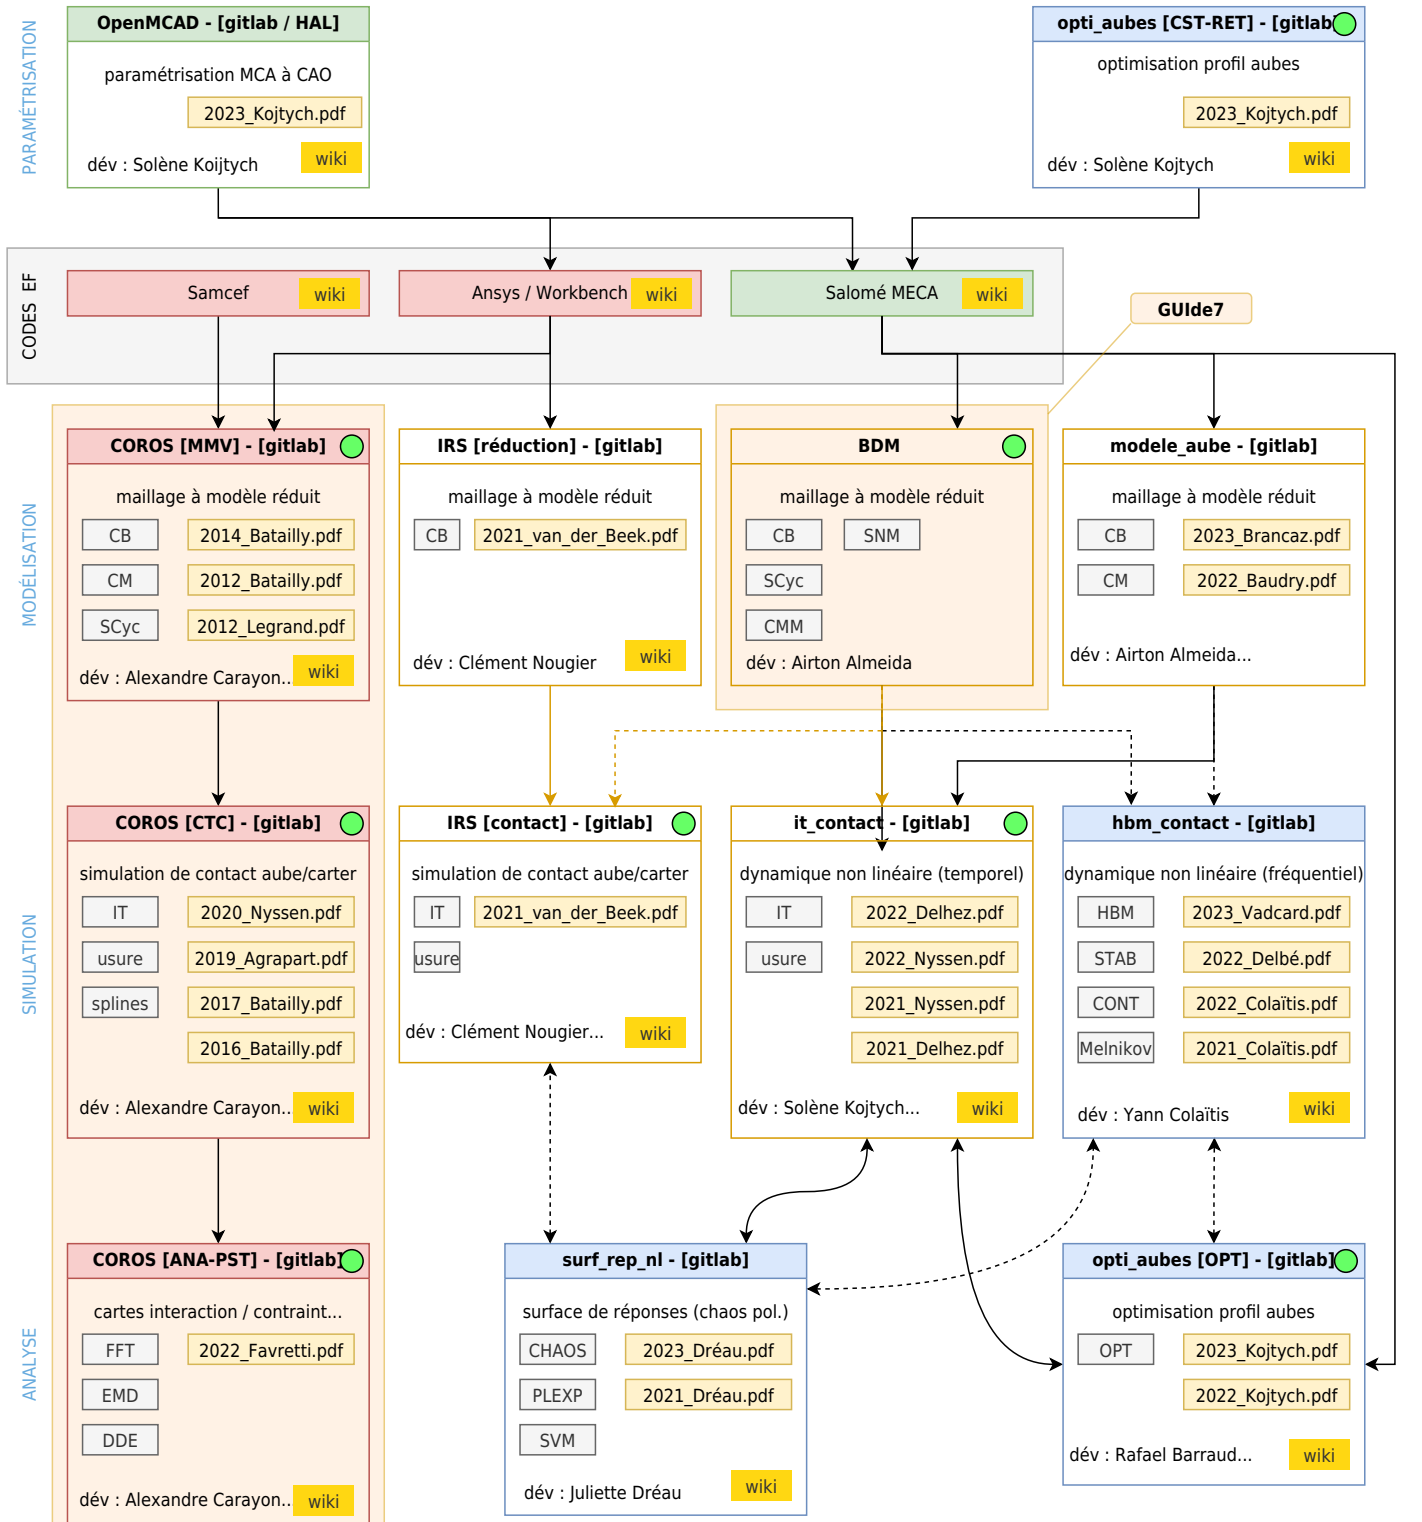 PARAMÉTRISATION
OpenMCAD - [gitlab / HAL]
paramétrisation MCA à CAO
2023_Kojtych.pdf
dév : Solène Koijtych
wiki
opti_aubes [CST-RET] - [gitlab
optimisation profil aubes
2023_Kojtych.pdf
dév : Solène Kojtych
wiki
CODES EF
Samcef
wiki
Ansys / Workbench
wiki
Salomé MECA
wiki
GUIde7
MODÉLISATION
COROS [MMV] - [gitlab]
maillage à modèle réduit
CB
2014_Batailly.pdf
CM
2012_Batailly.pdf
SCyc
2012_Legrand.pdf
dév : Alexandre Carayon...
wiki
IRS [réduction] - [gitlab]
maillage à modèle réduit
CB
2021_van_der_Beek.pdf
dév : Clément Nougier
wiki
BDM
maillage à modèle réduit
CB
SNM
SCyc
CMM
dév : Airton Almeida
modele_aube - [gitlab]
maillage à modèle réduit
CB
2023_Brancaz.pdf
CM
2022_Baudry.pdf
dév : Airton Almeida...
SIMULATION
COROS [CTC] - [gitlab]
simulation de contact aube/carter
IT
2020_Nyssen.pdf
usure
2019_Agrapart.pdf
splines
2017_Batailly.pdf
2016_Batailly.pdf
dév : Alexandre Carayon...
wiki
IRS [contact] - [gitlab]
simulation de contact aube/carter
IT
2021_van_der_Beek.pdf
usure
dév : Clément Nougier...
wiki
it_contact - [gitlab]
dynamique non linéaire (temporel)
IT
2022_Delhez.pdf
usure
2022_Nyssen.pdf
2021_Nyssen.pdf
2021_Delhez.pdf
dév : Solène Kojtych...
wiki
hbm_contact - [gitlab]
dynamique non linéaire (fréquentiel)
HBM
2023_Vadcard.pdf
STAB
2022_Delbé.pdf
CONT
2022_Colaïtis.pdf
Melnikov
2021_Colaïtis.pdf
dév : Yann Colaïtis
wiki
ANALYSE
COROS [ANA-PST] - [gitlab]
cartes interaction / contraint...
FFT
2022_Favretti.pdf
EMD
DDE
dév : Alexandre Carayon...
wiki
surf_rep_nl - [gitlab]
surface de réponses (chaos pol.)
CHAOS
2023_Dréau.pdf
PLEXP
2021_Dréau.pdf
SVM
dév : Juliette Dréau
wiki
opti_aubes [OPT] - [gitlab]
optimisation profil aubes
OPT
2023_Kojtych.pdf
2022_Kojtych.pdf
dév : Rafael Barraud...
wiki